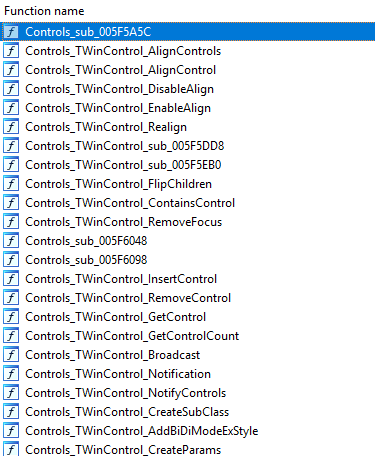 Function name
Controls_sub_005F5A5C
Controls_TWinControl_AlignControls
Controls_TWinControl_AlignControl
Controls_TWinControl_DisableAlign
Controls_TWinControl_EnableAlign
Controls_TWinControl_Realign
Controls_TWinControl_sub_005F5DD8
Controls_TWinControl_sub_005F5EB0
Controls_TWinControl_FlipChildren
Controls_TWinControl_ContainsControl
Controls_TWinControl_RemoveFocus
Controls_sub_005F6048
Controls_sub_005F6098
Controls_TWinControl_InsertControl
Controls_TWinControl_RemoveControl
Controls_TWinControl_GetControl
Controls_TWinControl_GetControlCount
Controls_TWinControl_Broadcast
Controls_TWinControl_Notification
Controls_TWinControl_NotifyControls
Controls_TWinControl_CreateSubClass
Controls_TWinControl_AddBiDiModeExStyle
Controls_TWinControl_CreateParams